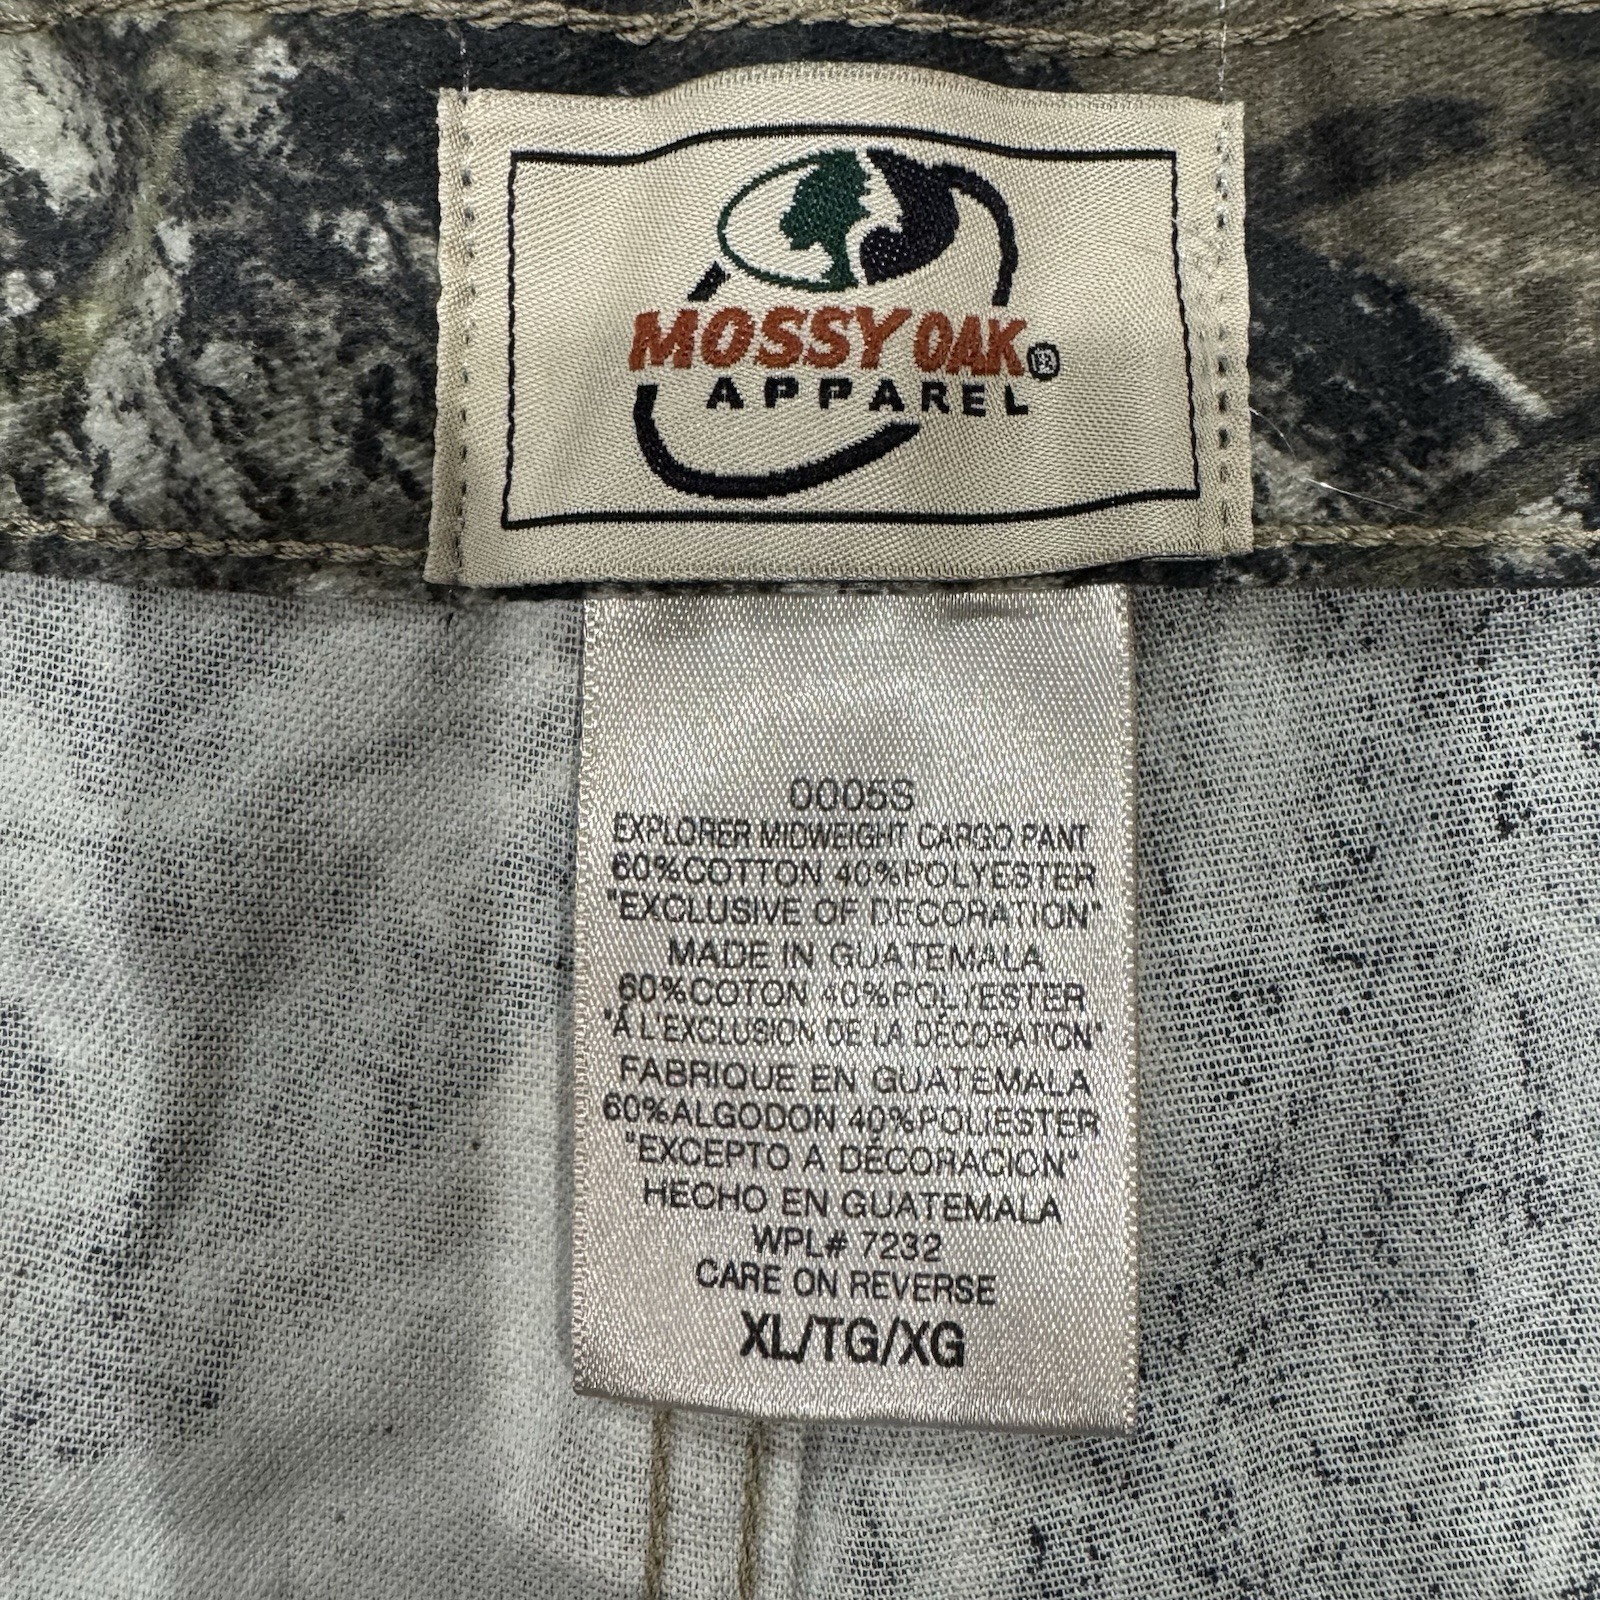 MOSSY OAK®
APPAREL
0005S
EXPLORER MIDWEIGHT CARGO PANT
60%COTTON 40%POLYESTER
"EXCLUSIVE OF DECORATION"
MADE IN GUATEMALA
60%COTON 40%POLYESTER
"À L'EXCLUSION DE LA DÉCORATION"
FABRIQUE EN GUATEMALA
60%ALGODON 40%POLIESTER
"EXCEPTO A DÉCORACION"
HECHO EN GUATEMALA
WPL# 7232
CARE ON REVERSE
XL/TG/XG